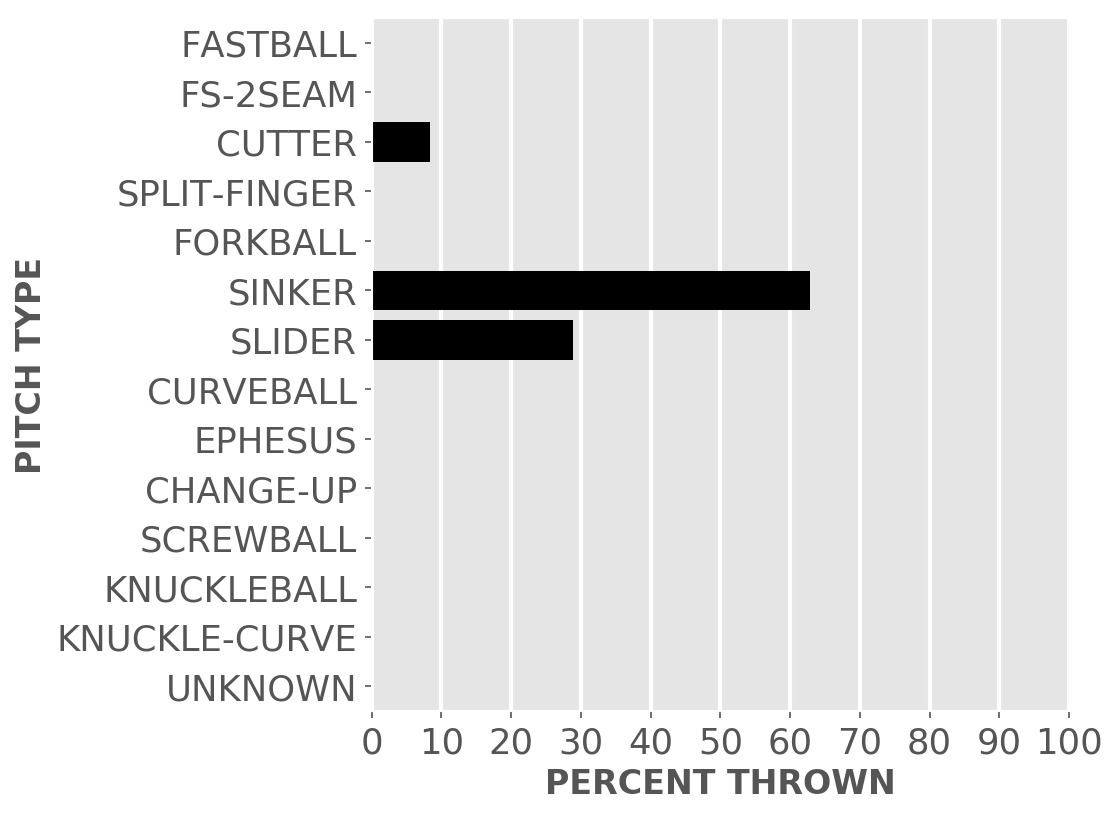 FASTBALL
FS-2SEAM
CUTTER
SPLIT-FINGER
FORKBALL
SINKER
SLIDER
CURVEBALL
EPHESUS
CHANGE-UP
SCREWBALL
KNUCKLEBALL
KNUCKLE-CURVE
UNKNOWN
PITCH TYPE
0 10 20 30 40 50 60 70 80 90 100
PERCENT THROWN